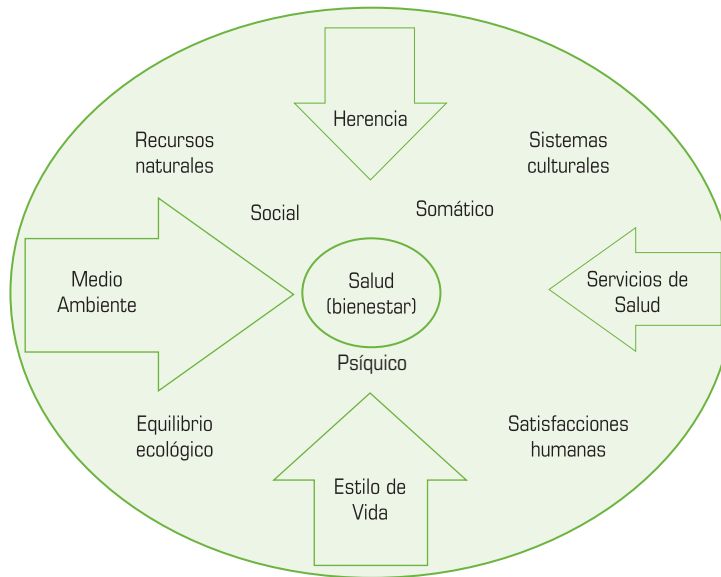 Herencia
Recursos
naturales
Sistemas
culturales
Social
Somático
Medio
Ambiente
Salud
(bienestar)
Servicios de
Salud
Psíquico
Equilibrio
ecológico
Satisfacciones
humanas
Estilo de
Vida